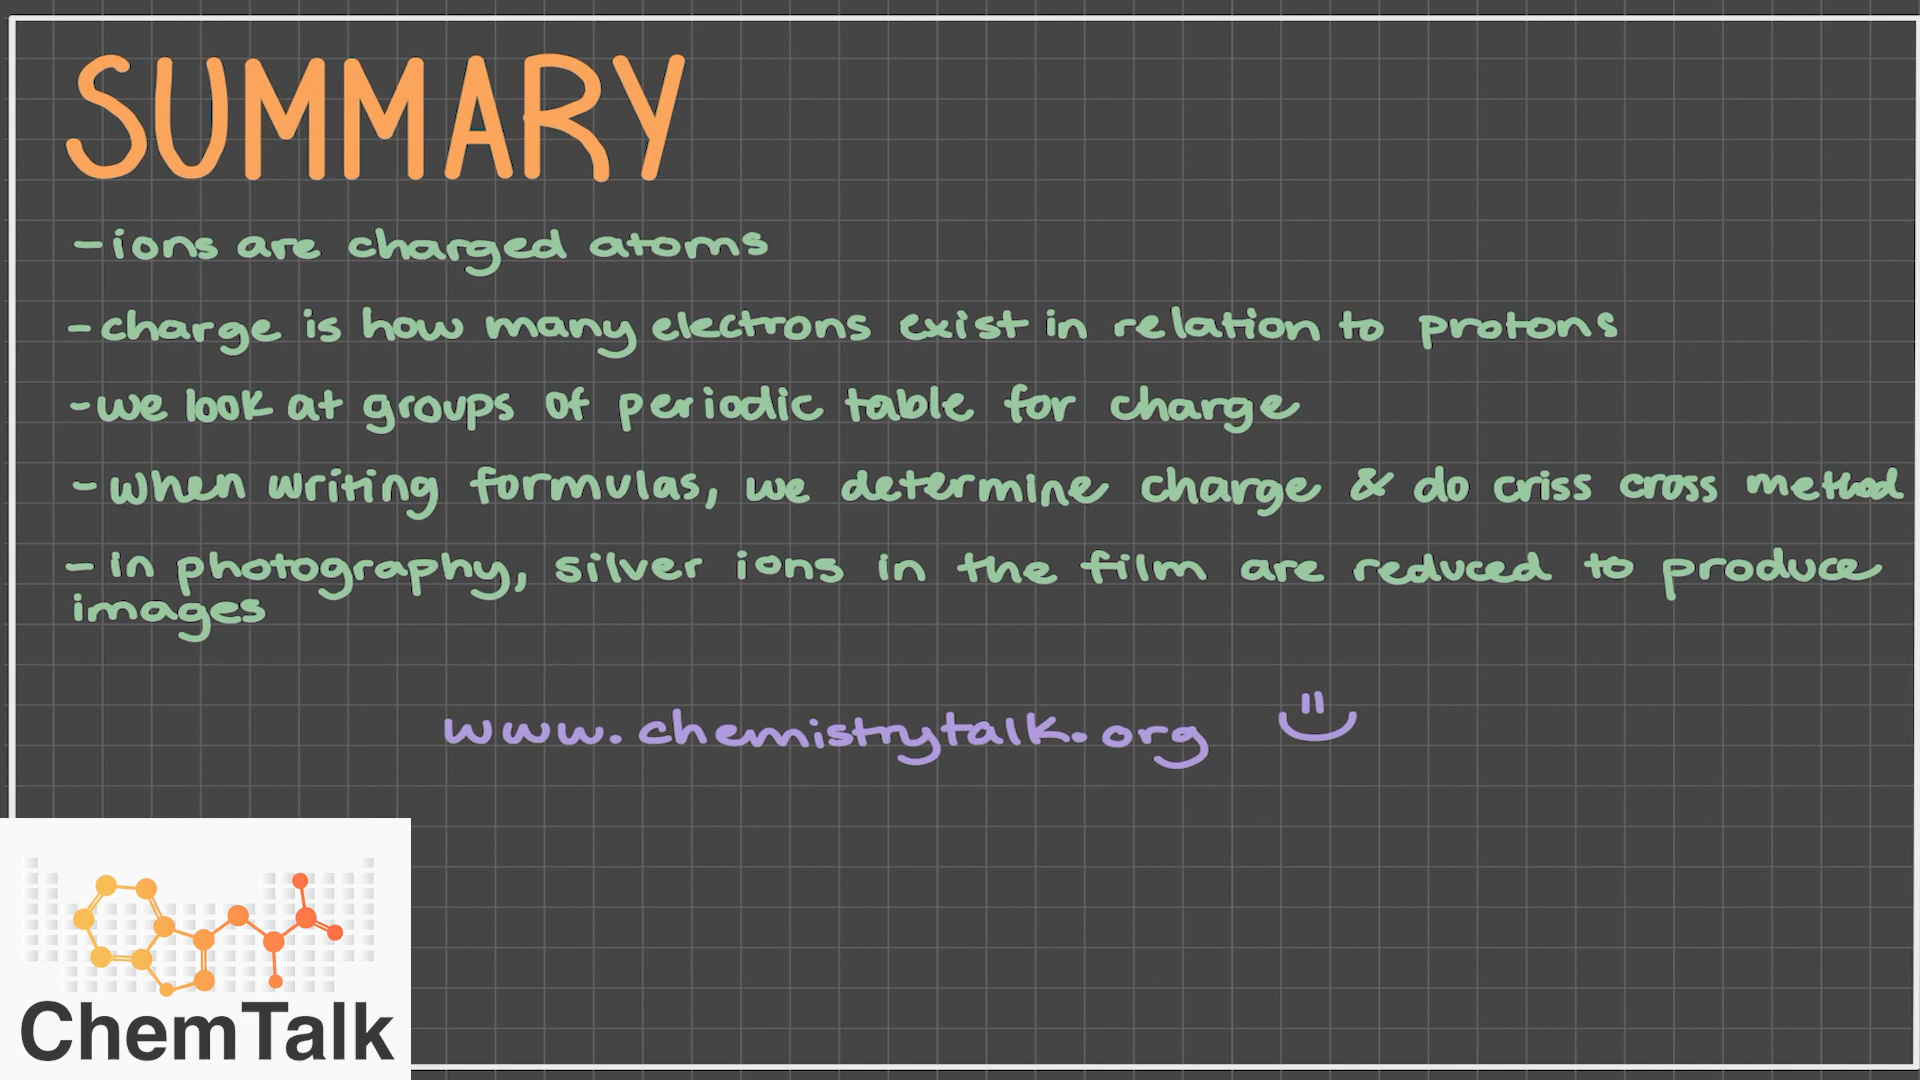 SUMMARY
- ions are charged atoms
- charge is how many electrons exist in relation to protons
- we look at groups of periodic table for charge
- when writing formulas, we determine charge & do criss cross method
- in photography, silver ions in the film are reduced to produce
images
www.chemistrytalk.org
ChemTalk